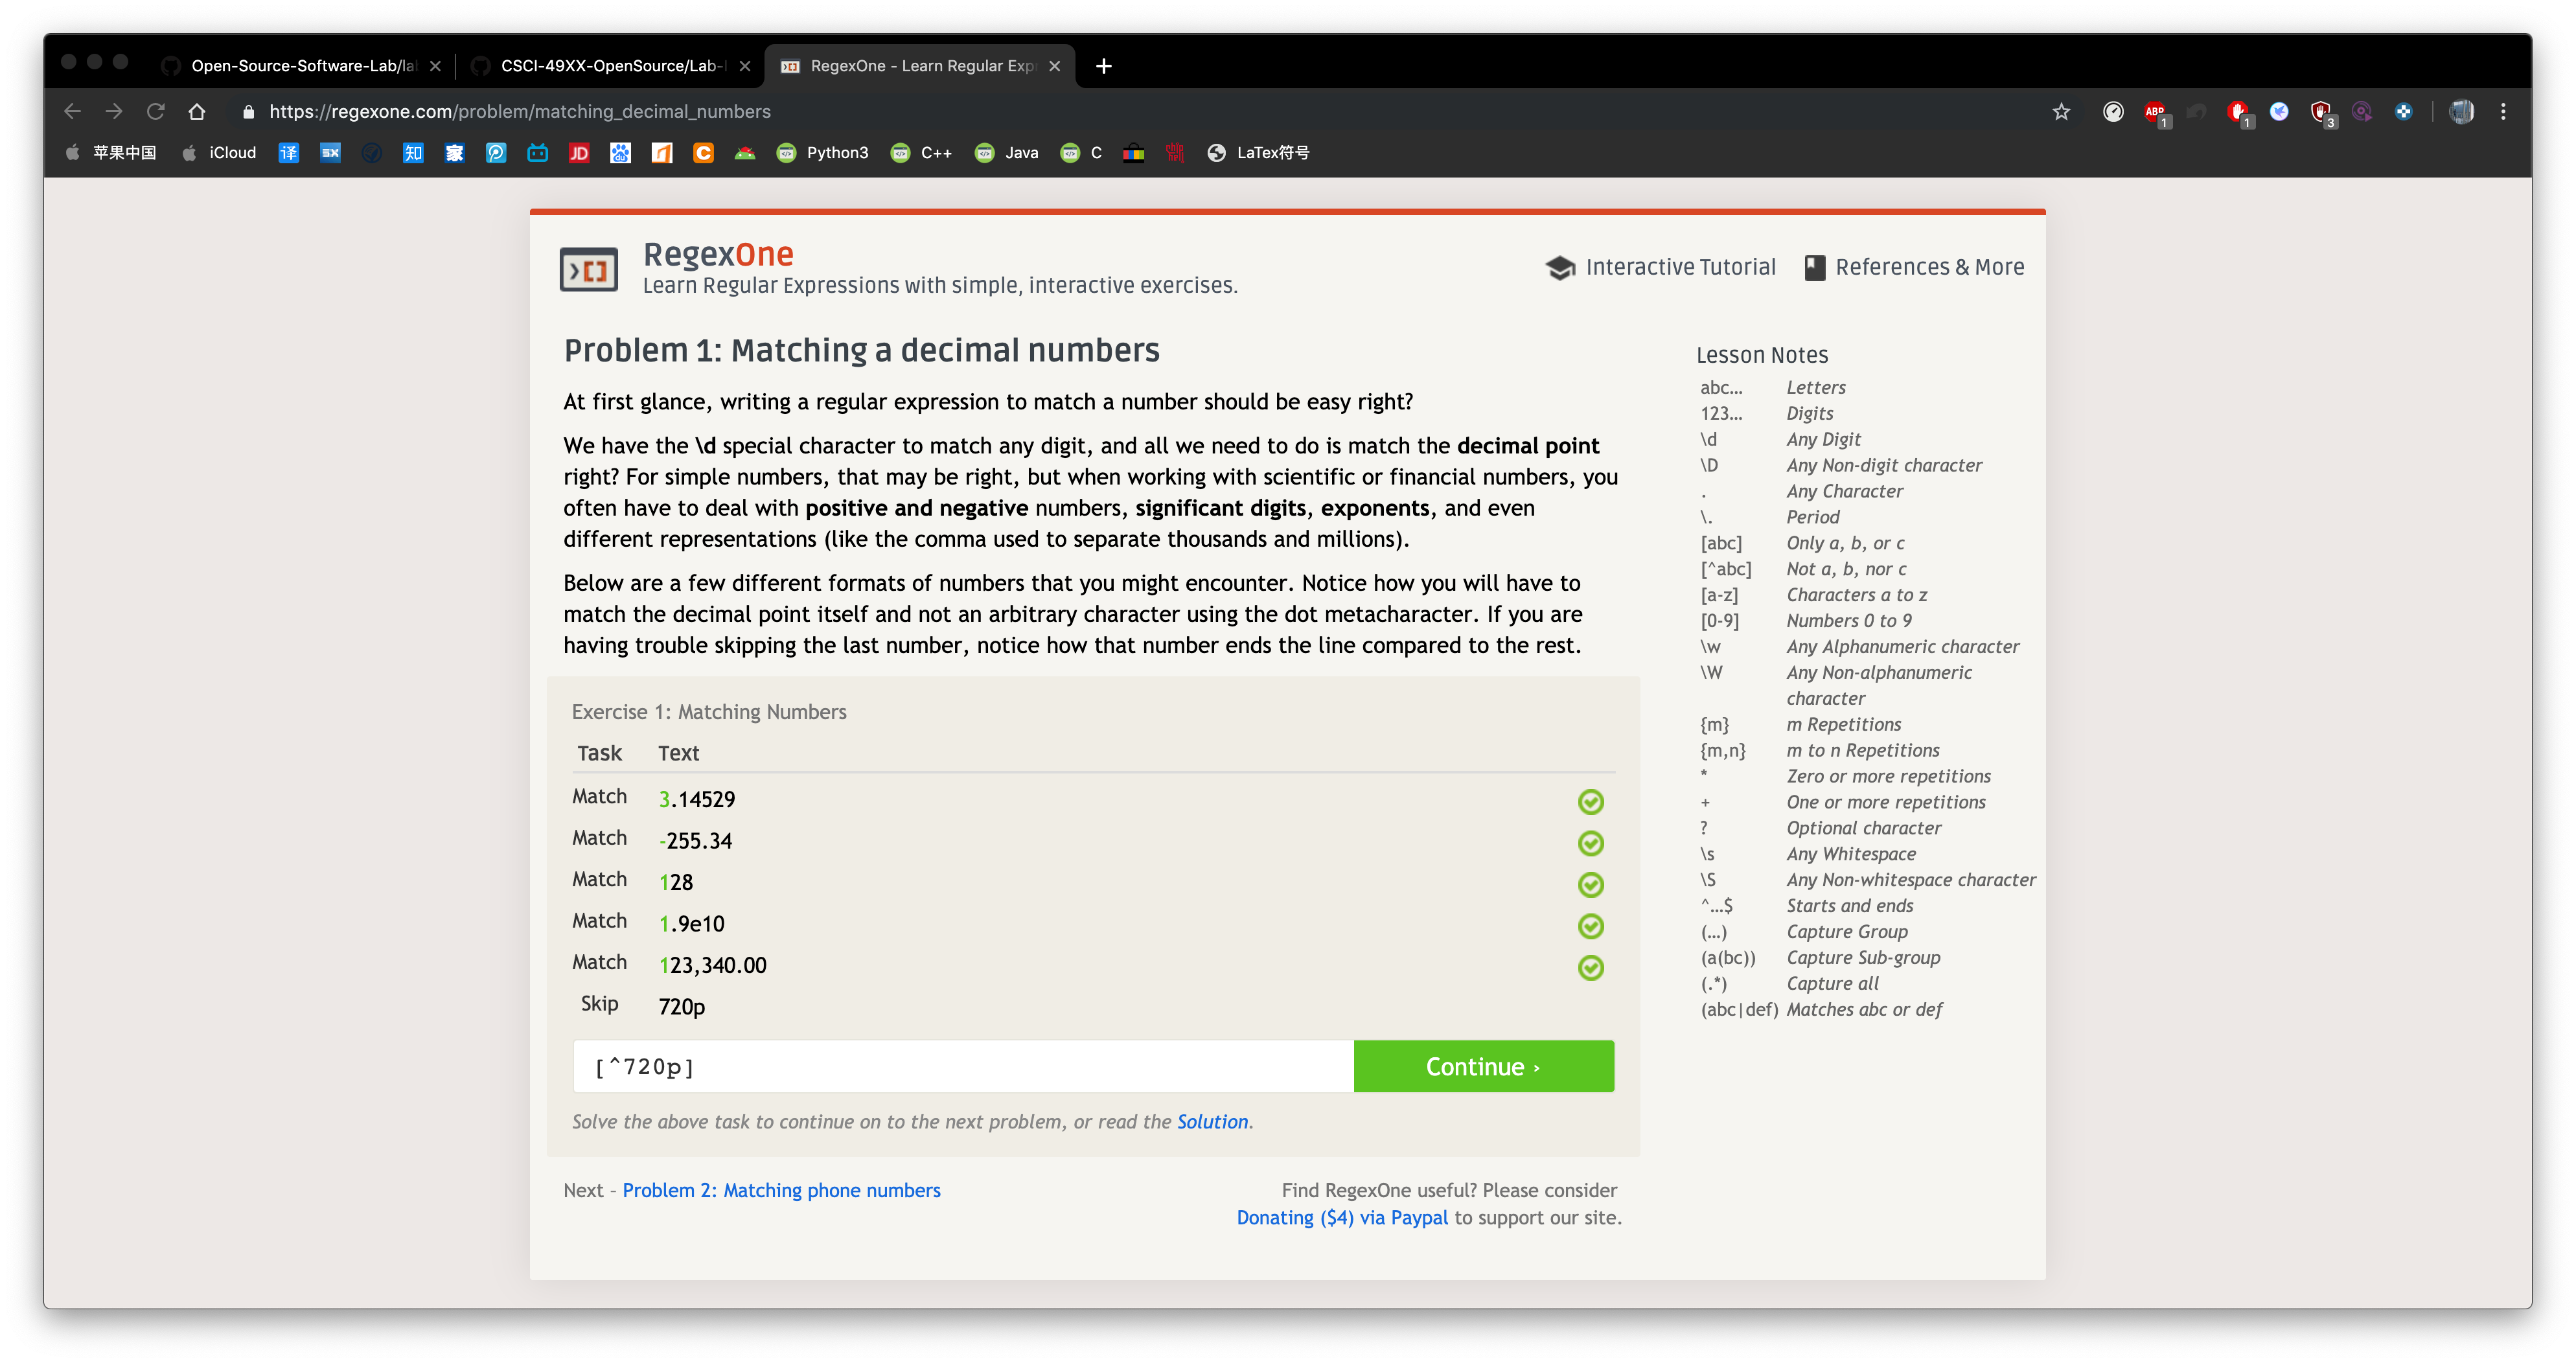 Open-Source-Software-Lab/la
CSCI-49XX-OpenSource/Lab-
RegexOne - Learn Regular Exp
https://regexone.com/problem/matching_decimal_numbers
ABP 1 1 3
苹果中国 iCloud 译 知 家 JD du C Python3 C++ Java C LaTex符号
RegexOne
Learn Regular Expressions with simple, interactive exercises.
Interactive Tutorial References & More
Problem 1: Matching a decimal numbers
At first glance, writing a regular expression to match a number should be easy right?
We have the \d special character to match any digit, and all we need to do is match the decimal point
right? For simple numbers, that may be right, but when working with scientific or financial numbers, you
often have to deal with positive and negative numbers, significant digits, exponents, and even
different representations (like the comma used to separate thousands and millions).
Below are a few different formats of numbers that you might encounter. Notice how you will have to
match the decimal point itself and not an arbitrary character using the dot metacharacter. If you are
having trouble skipping the last number, notice how that number ends the line compared to the rest.
Exercise 1: Matching Numbers
Task Text
Match 3.14529
Match -255.34
Match 128
Match 1.9e10
Match 123,340.00
Skip 720p
[^720p]
Continue ›
Solve the above task to continue on to the next problem, or read the Solution.
Next – Problem 2: Matching phone numbers
Find RegexOne useful? Please consider
Donating ($4) via Paypal to support our site.
Lesson Notes
abc… Letters
123… Digits
\d Any Digit
\D Any Non-digit character
. Any Character
\. Period
[abc] Only a, b, or c
[^abc] Not a, b, nor c
[a-z] Characters a to z
[0-9] Numbers 0 to 9
\w Any Alphanumeric character
\W Any Non-alphanumeric
character
{m} m Repetitions
{m,n} m to n Repetitions
* Zero or more repetitions
+ One or more repetitions
? Optional character
\s Any Whitespace
\S Any Non-whitespace character
^…$ Starts and ends
(…) Capture Group
(a(bc)) Capture Sub-group
(.*) Capture all
(abc|def) Matches abc or def